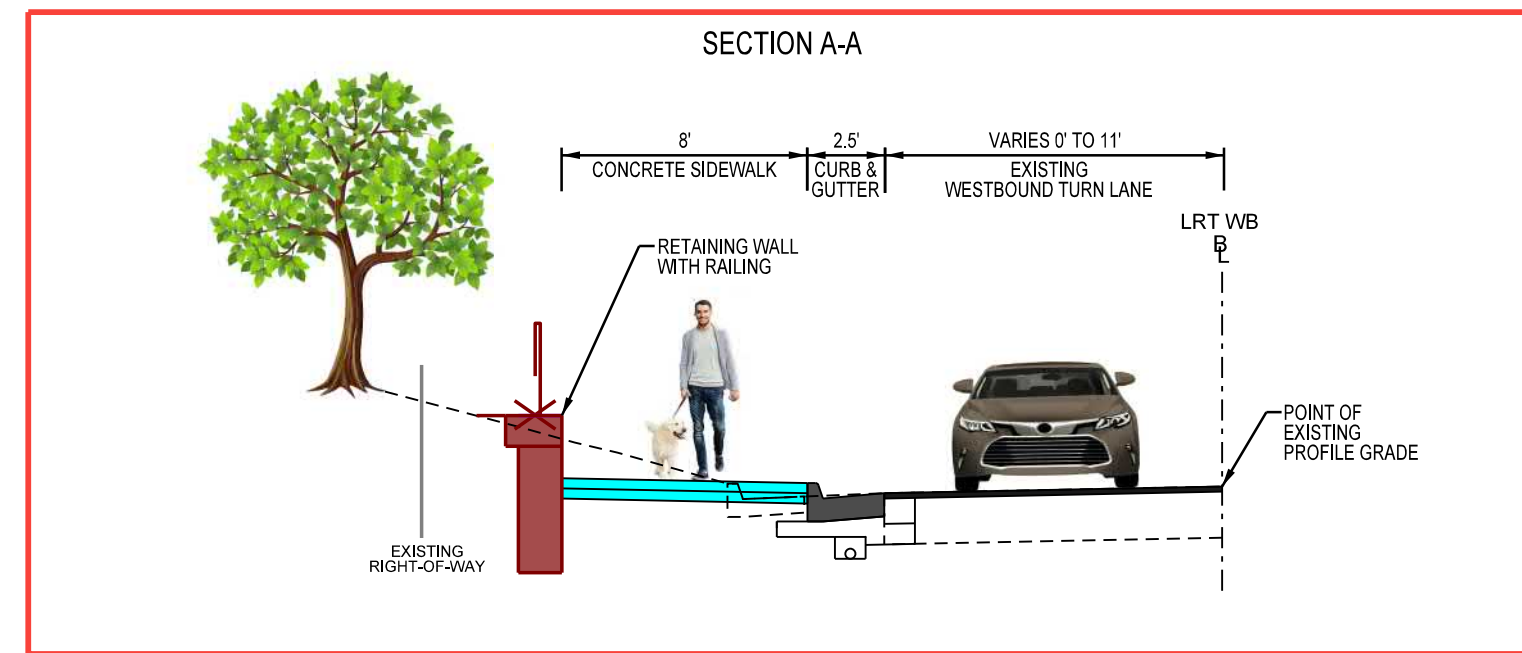 SECTION A-A
8'
CONCRETE SIDEWALK
2.5'
CURB &
GUTTER
VARIES 0' TO 11'
EXISTING
WESTBOUND TURN LANE
LRT WB
BL
RETAINING WALL
WITH RAILING
POINT OF
EXISTING
PROFILE GRADE
EXISTING
RIGHT-OF-WAY